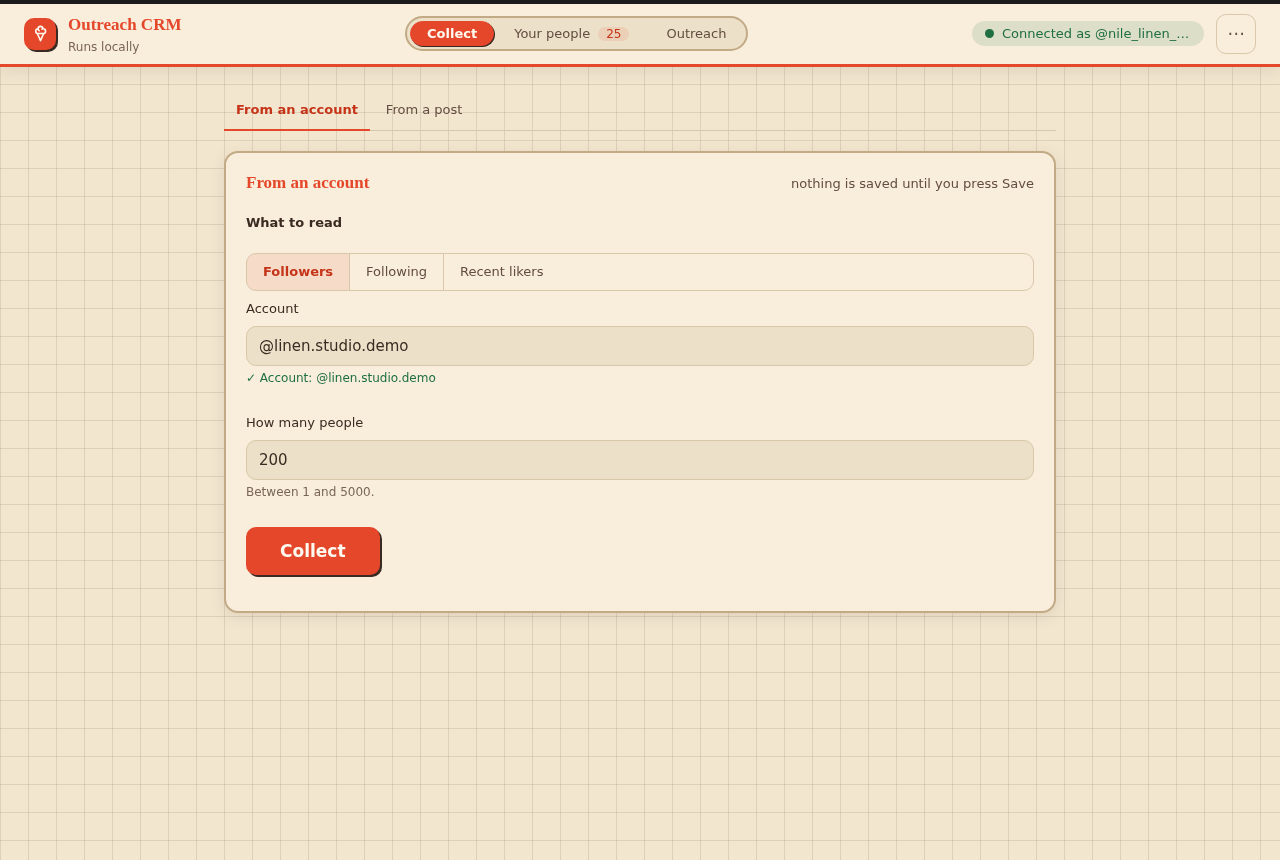 Outreach CRM
Runs locally
Collect
Your people 25
Outreach
Connected as @nile_linen_...
...
From an account
From a post
From an account
nothing is saved until you press Save
What to read
Followers
Following
Recent likers
Account
@linen.studio.demo
✓ Account: @linen.studio.demo
How many people
200
Between 1 and 5000.
Collect